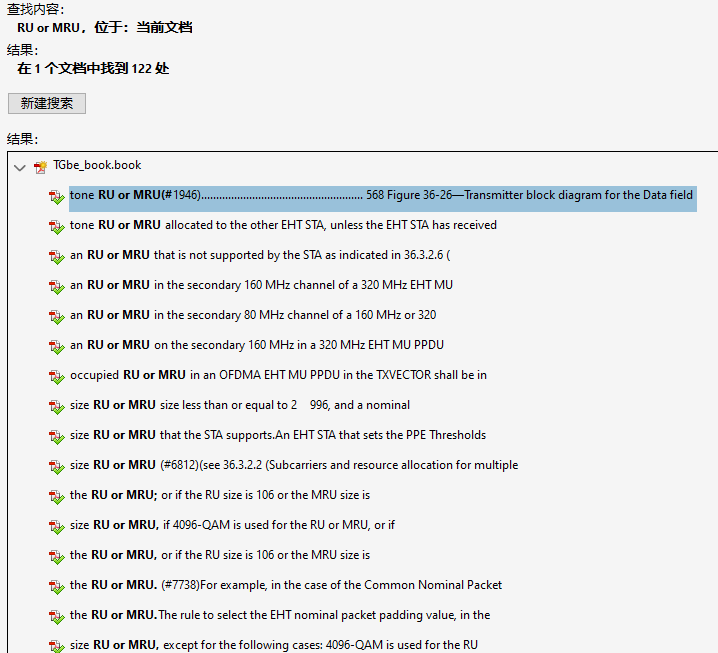 查找内容：
RU or MRU，位于：当前文档
结果：
在 1 个文档中找到 122 处
新建搜索
结果：
TGbe_book.book
tone RU or MRU(#1946)...................................................... 568 Figure 36-26—Transmitter block diagram for the Data field
tone RU or MRU allocated to the other EHT STA, unless the EHT STA has received
an RU or MRU that is not supported by the STA as indicated in 36.3.2.6 (
an RU or MRU in the secondary 160 MHz channel of a 320 MHz EHT MU
an RU or MRU in the secondary 80 MHz channel of a 160 MHz or 320
an RU or MRU on the secondary 160 MHz in a 320 MHz EHT MU PPDU
occupied RU or MRU in an OFDMA EHT MU PPDU in the TXVECTOR shall be in
size RU or MRU size less than or equal to 2 996, and a nominal
size RU or MRU that the STA supports.An EHT STA that sets the PPE Thresholds
size RU or MRU (#6812)(see 36.3.2.2 (Subcarriers and resource allocation for multiple
the RU or MRU; or if the RU size is 106 or the MRU size is
size RU or MRU, if 4096-QAM is used for the RU or MRU, or if
the RU or MRU, or if the RU size is 106 or the MRU size is
the RU or MRU. (#7738)For example, in the case of the Common Nominal Packet
the RU or MRU.The rule to select the EHT nominal packet padding value, in the
size RU or MRU, except for the following cases: 4096-QAM is used for the RU